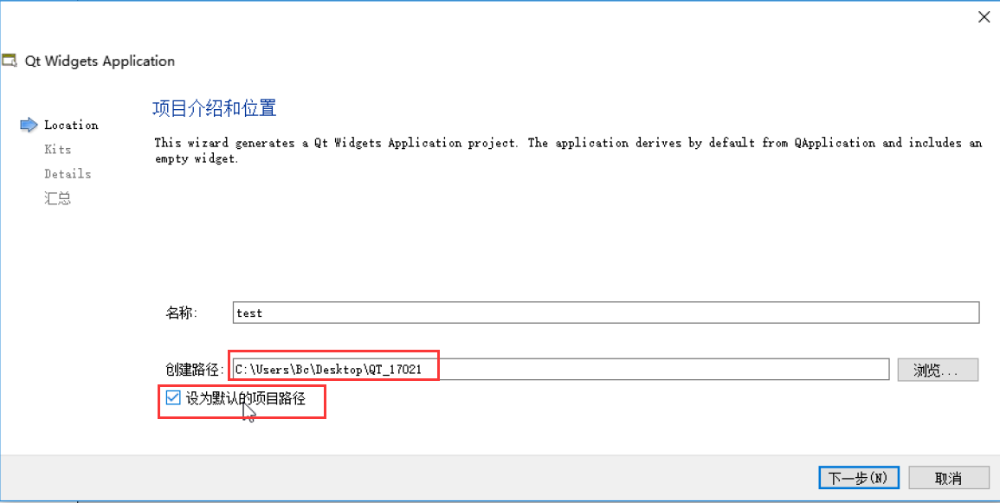 Qt Widgets Application
项目介绍和位置
Location
Kits
Details
汇总
This wizard generates a Qt Widgets Application project. The application derives by default from QApplication and includes an
empty widget.
名称: test
创建路径: C:\Users\Bc\Desktop\QT_17021 浏览...
设为默认的项目路径
下一步(N) 取消